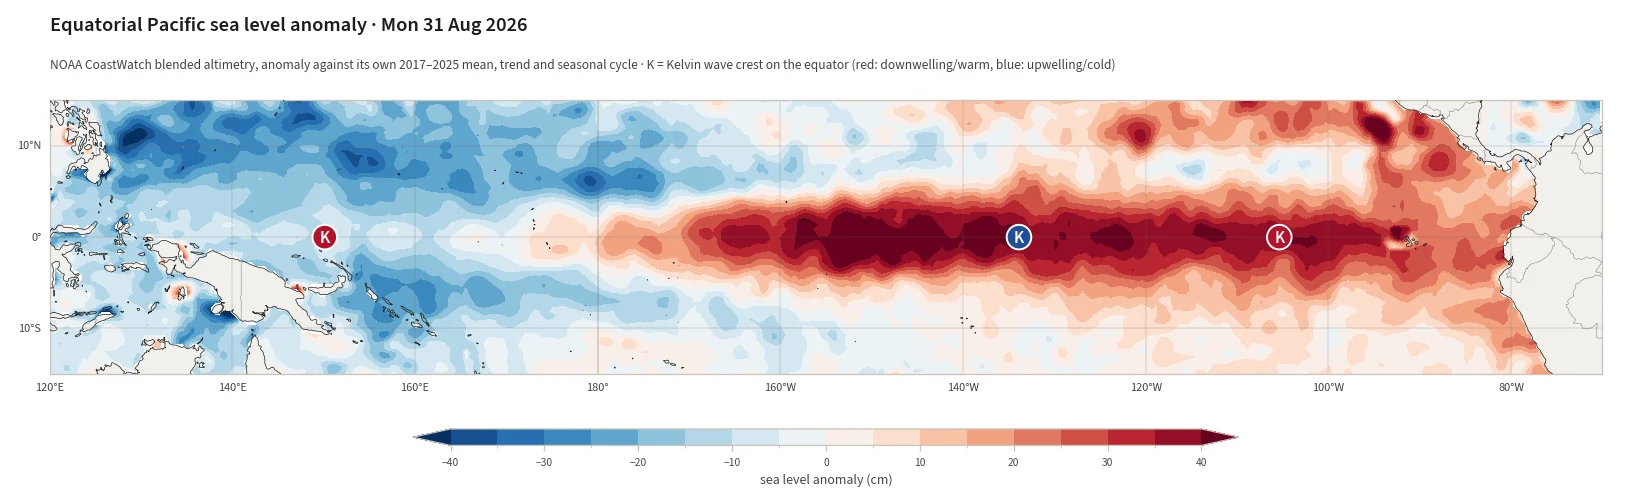 Equatorial Pacific sea level anomaly · Mon 31 Aug 2026
NOAA CoastWatch blended altimetry, anomaly against its own 2017–2025 mean, trend and seasonal cycle · K = Kelvin wave crest on the equator (red: downwelling/warm, blue: upwelling/cold)
10°N
0°
K K K
10°S
120°E 140°E 160°E 180° 160°W 140°W 120°W 100°W 80°W
−40 −30 −20 −10 0 10 20 30 40
sea level anomaly (cm)